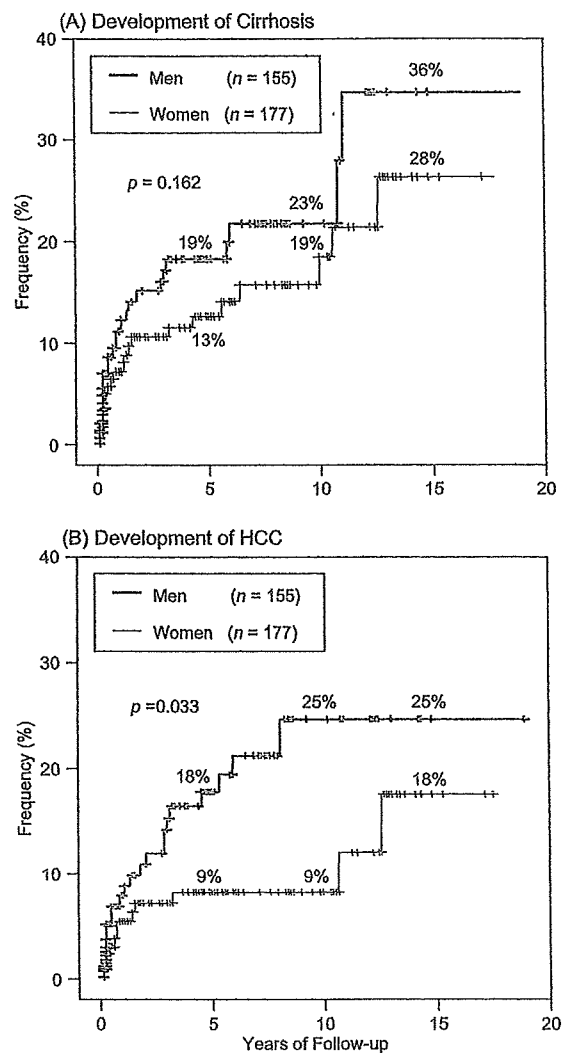 (A) Development of Cirrhosis
40
Men (n = 155)
36%
Women (n = 177)
30
28%
p = 0.162
23%
Frequency (%)
20
19%
19%
10
13%
0
0 5 10 15 20
(B) Development of HCC
40
Men (n = 155)
Women (n = 177)
30
p =0.033
25% 25%
Frequency (%)
20
18%
18%
10
9% 9%
0
0 5 10 15 20
Years of Follow-up